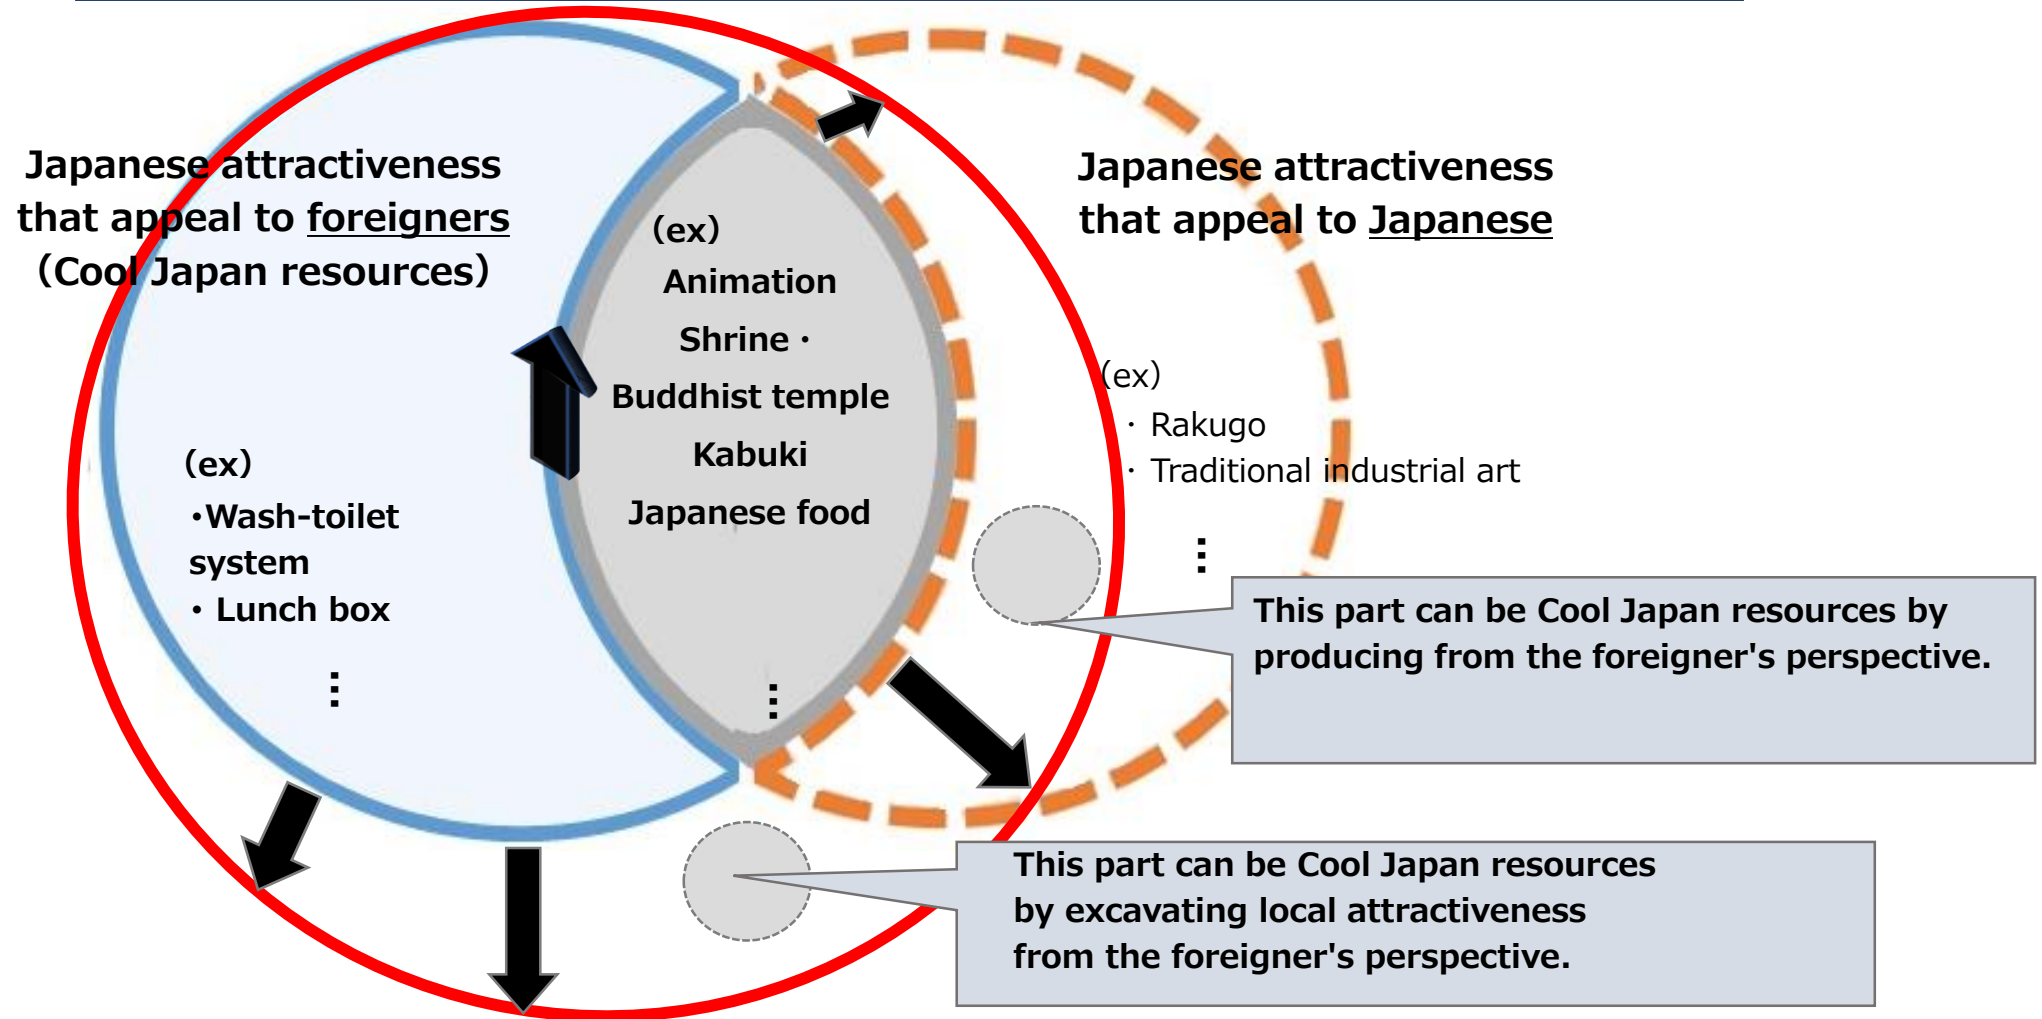 Japanese attractiveness
that appeal to foreigners
（Cool Japan resources）
（ex）
・Wash-toilet
system
・ Lunch box
…
（ex）
Animation
Shrine・
Buddhist temple
Kabuki
Japanese food
…
Japanese attractiveness
that appeal to Japanese
（ex）
・ Rakugo
・ Traditional industrial art
…
This part can be Cool Japan resources by
producing from the foreigner's perspective.
This part can be Cool Japan resources
by excavating local attractiveness
from the foreigner's perspective.